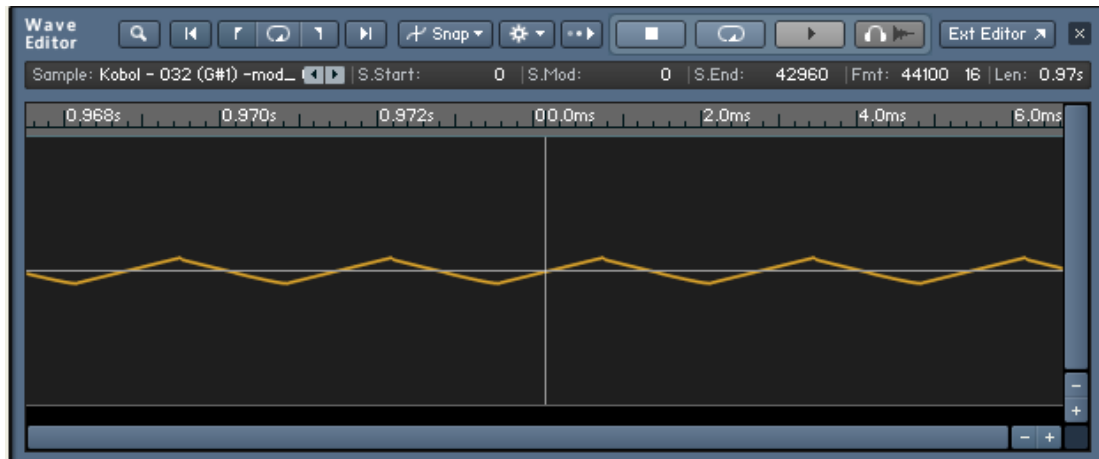 Wave Editor Snap Ext Editor
Sample: Kobol - 032 (G#1) -mod_ S.Start: 0 S.Mod: 0 S.End: 42960 Fmt: 44100 16 Len: 0.97s
0.968s 0.970s 0.972s 00.0ms 2.0ms 4.0ms 6.0ms